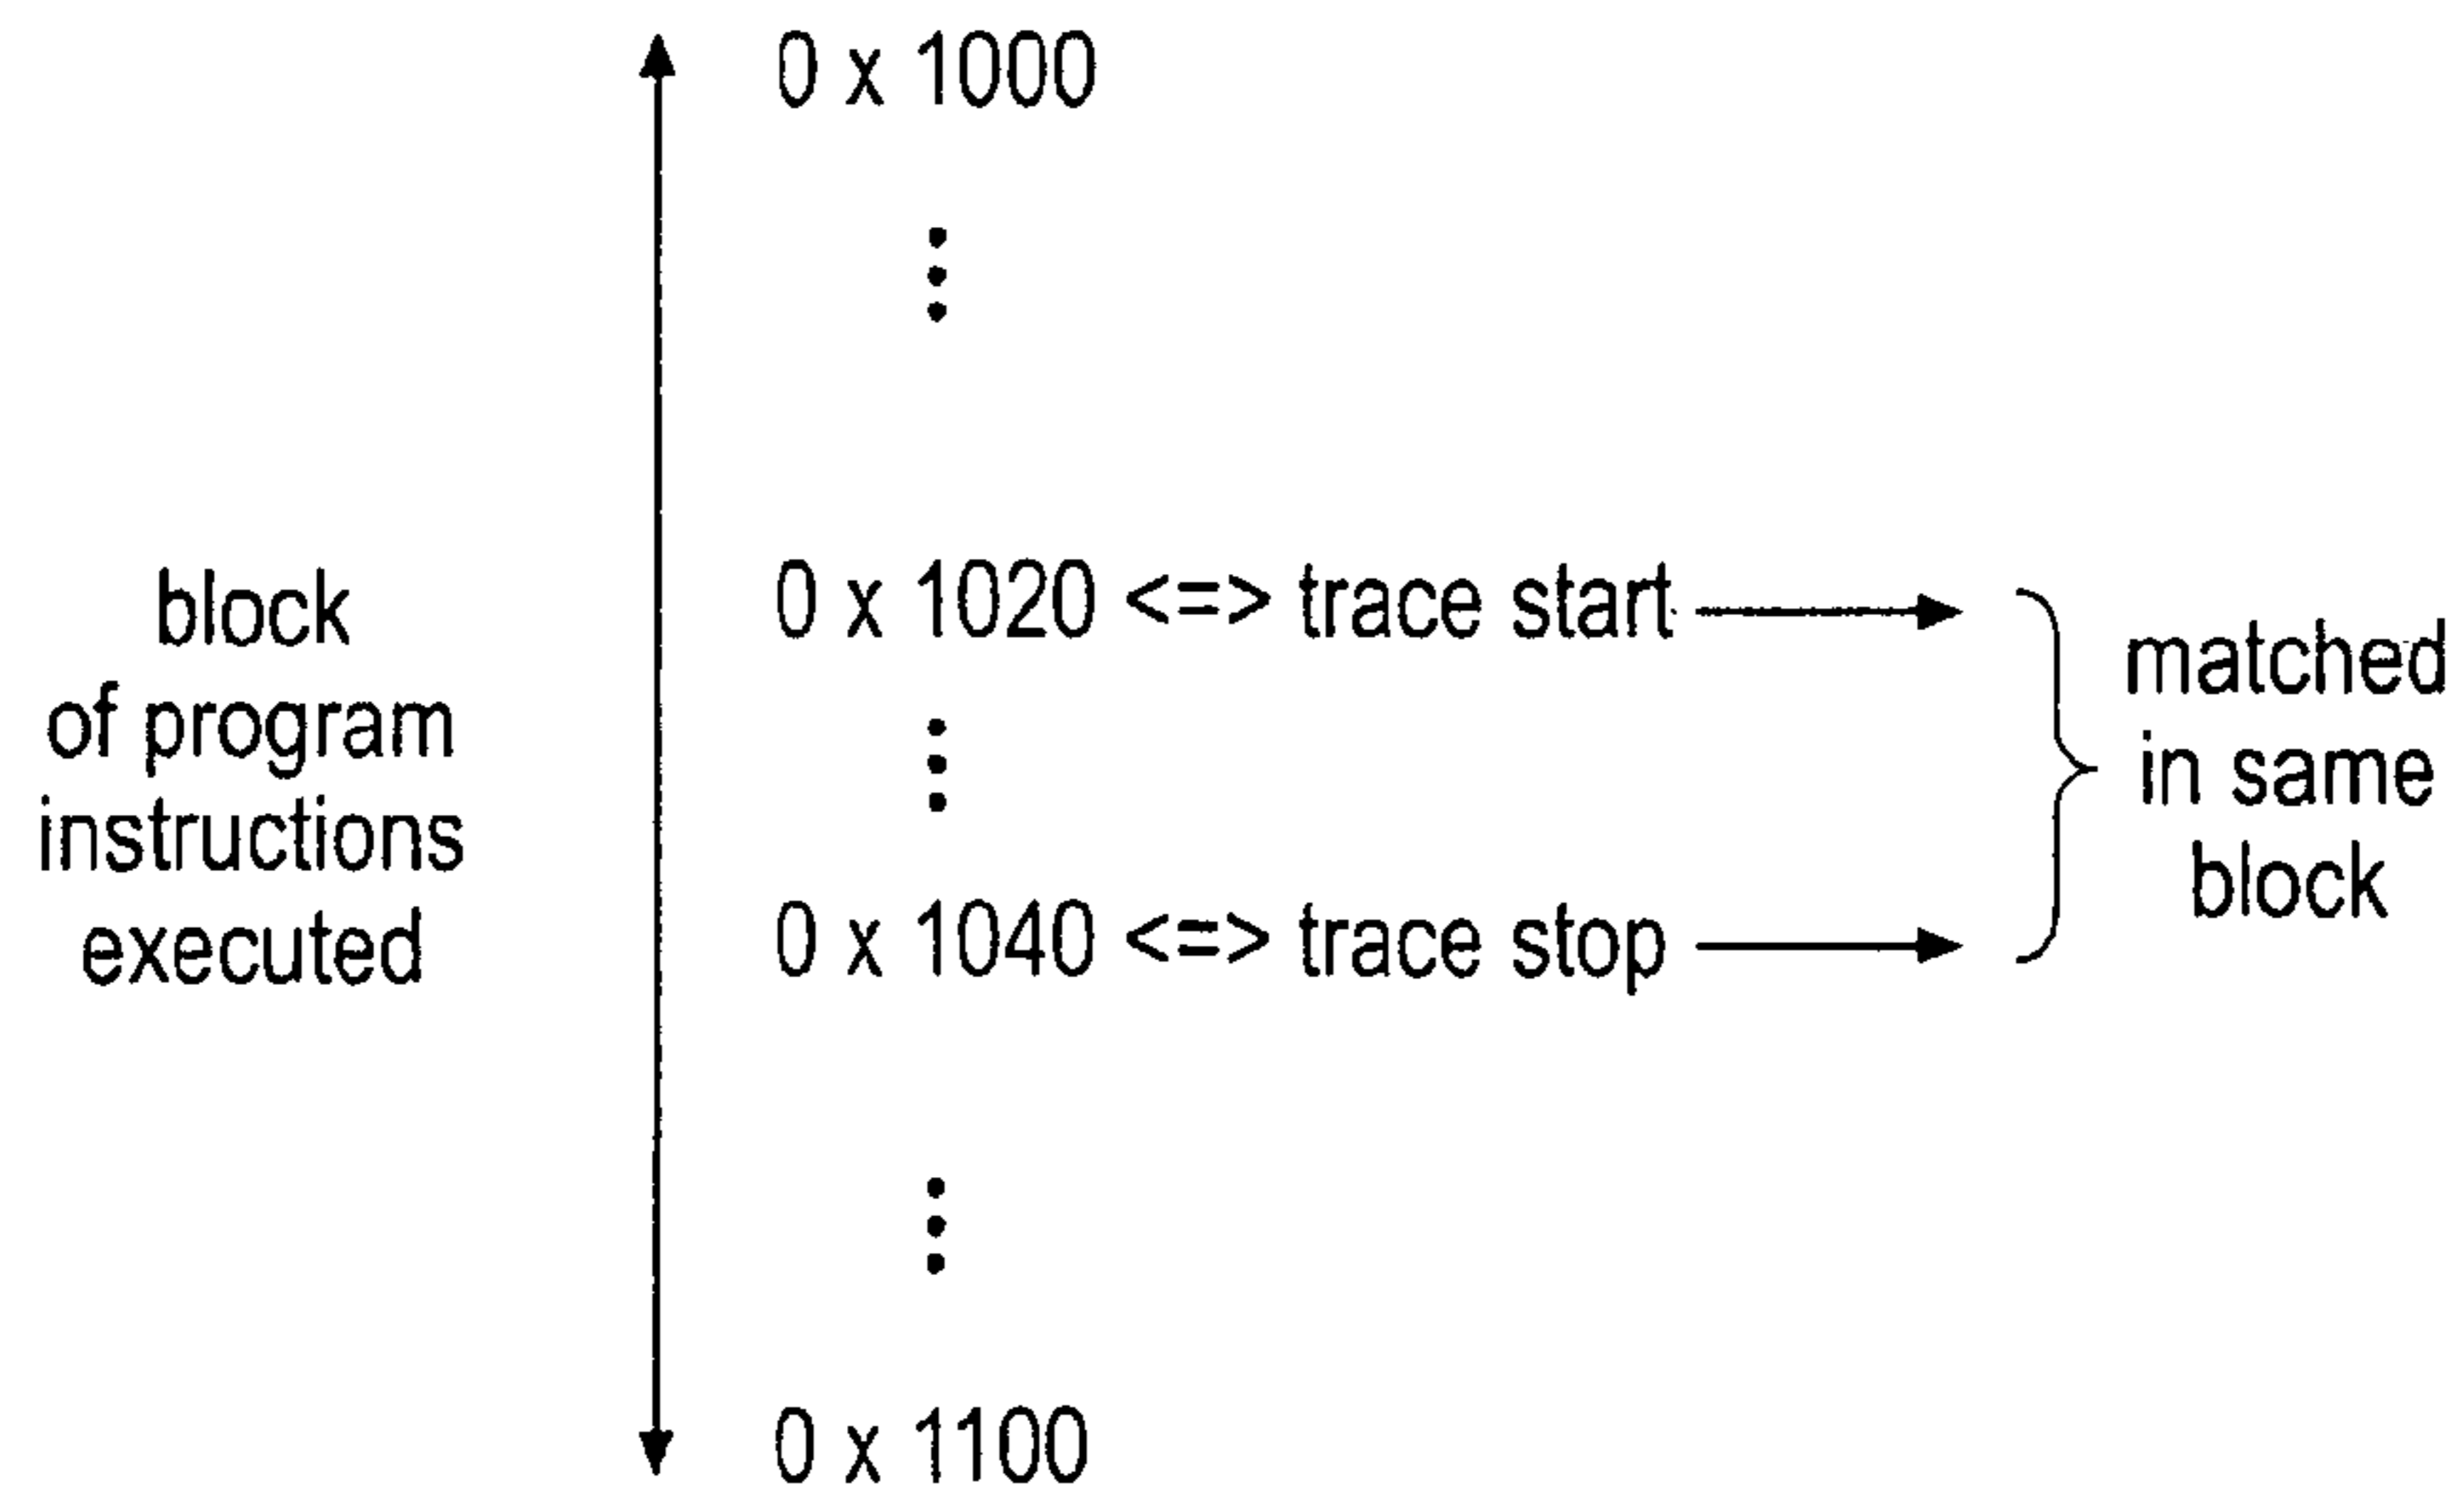 0 x 1000
block
of program
instructions
executed
0 x 1020 <=> trace start
0 x 1040 <=> trace stop
matched
in same
block
0 x 1100